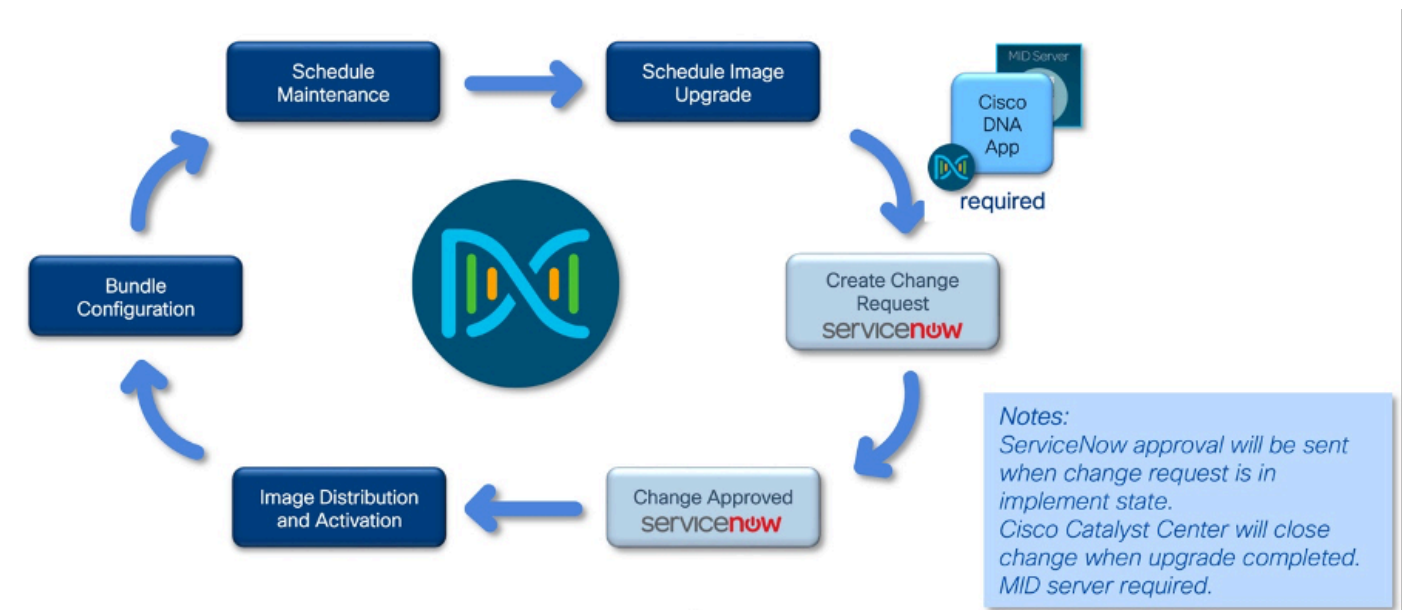 Schedule
Maintenance
Schedule Image
Upgrade
MID Server
Cisco
DNA
App
required
Bundle
Configuration
Create Change
Request
servicenow
Notes:
ServiceNow approval will be sent
when change request is in
implement state.
Cisco Catalyst Center will close
change when upgrade completed.
MID server required.
Image Distribution
and Activation
Change Approved
servicenow